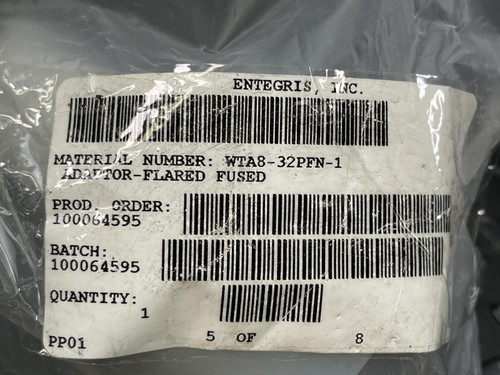 ENTEGRIS, INC.
MATERIAL NUMBER: WTA8-32PFN-1
ADAPTOR-FLARED FUSED
PROD. ORDER:
100064595
BATCH:
100064595
QUANTITY:
1
PP01 5 OF 8